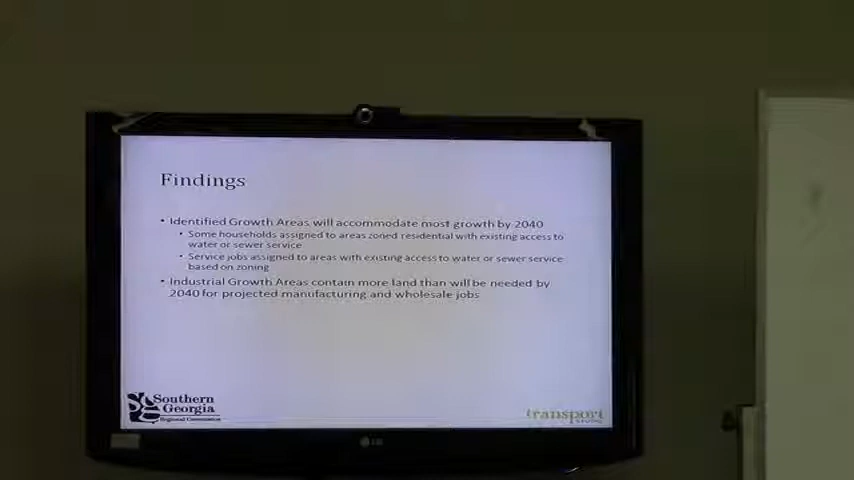 Findings
• Identified Growth Areas will accommodate most growth by 2040
• Some households assigned to areas zoned residential with existing access to
water or sewer service
• Service jobs assigned to areas with existing access to water or sewer service
based on zoning
• Industrial Growth Areas contain more land than will be needed by
2040 for projected manufacturing and wholesale jobs
Southern
Georgia
Regional Commission
transport
LG